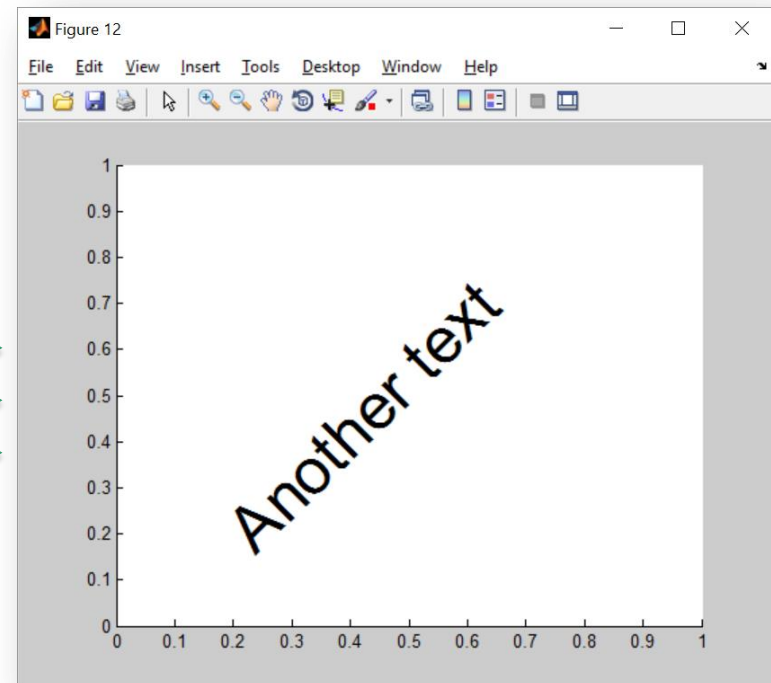 Figure 12
File Edit View Insert Tools Desktop Window Help
1
0.9
0.8
0.7
0.6
0.5
0.4
0.3
0.2
0.1
0
Another text
0 0.1 0.2 0.3 0.4 0.5 0.6 0.7 0.8 0.9 1